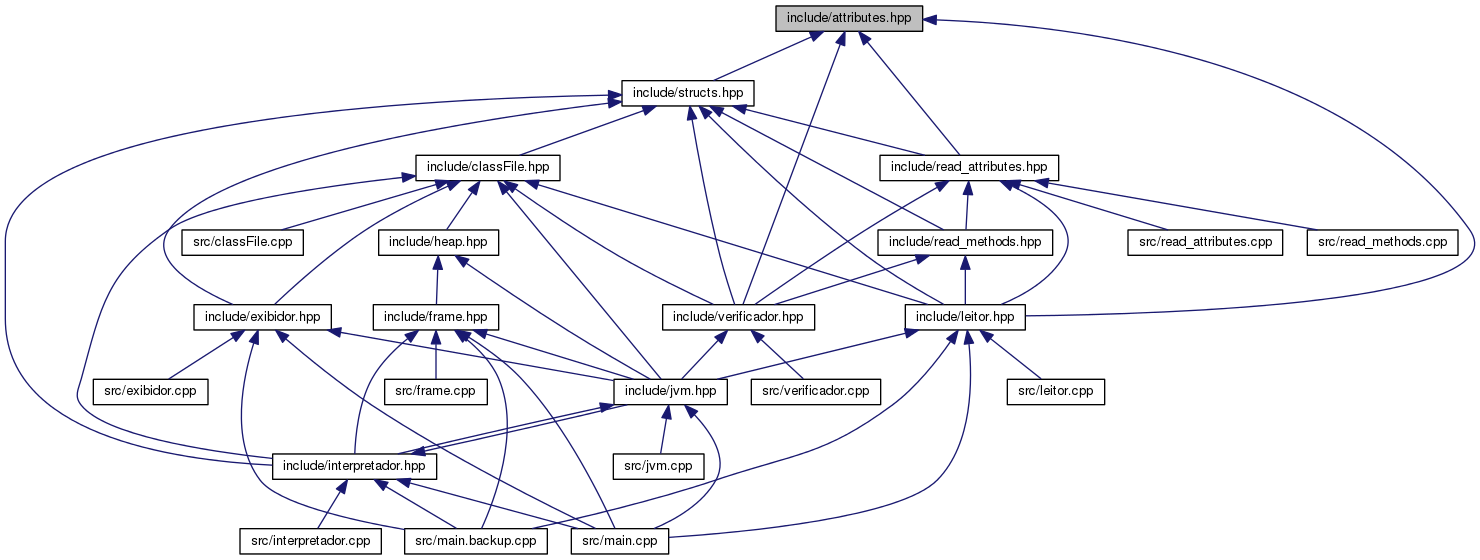 include/attributes.hpp
include/structs.hpp
include/classFile.hpp
include/read_attributes.hpp
src/classFile.cpp
include/heap.hpp
include/read_methods.hpp
src/read_attributes.cpp
src/read_methods.cpp
include/exibidor.hpp
include/frame.hpp
include/verificador.hpp
include/leitor.hpp
src/exibidor.cpp
src/frame.cpp
include/jvm.hpp
src/verificador.cpp
src/leitor.cpp
include/interpretador.hpp
src/jvm.cpp
src/interpretador.cpp
src/main.backup.cpp
src/main.cpp